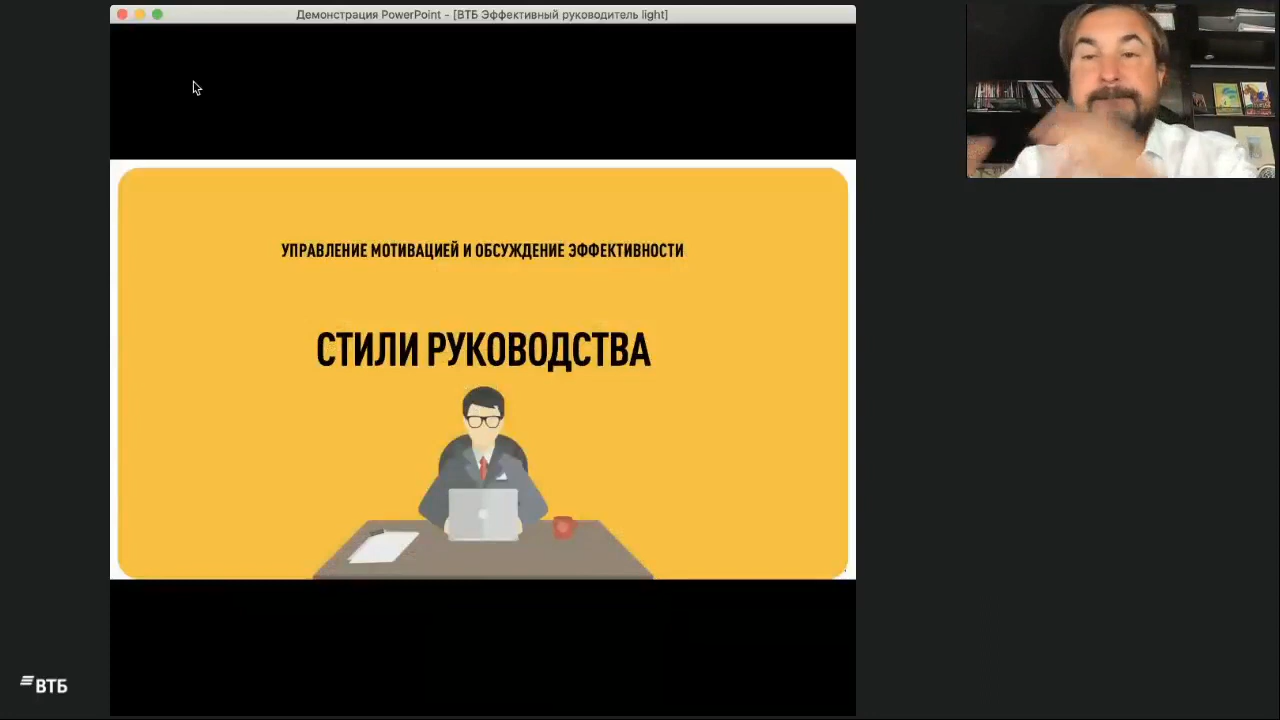 Демонстрация PowerPoint - [ВТБ Эффективный руководитель light]
УПРАВЛЕНИЕ МОТИВАЦИЕЙ И ОБСУЖДЕНИЕ ЭФФЕКТИВНОСТИ
СТИЛИ РУКОВОДСТВА
ВТБ